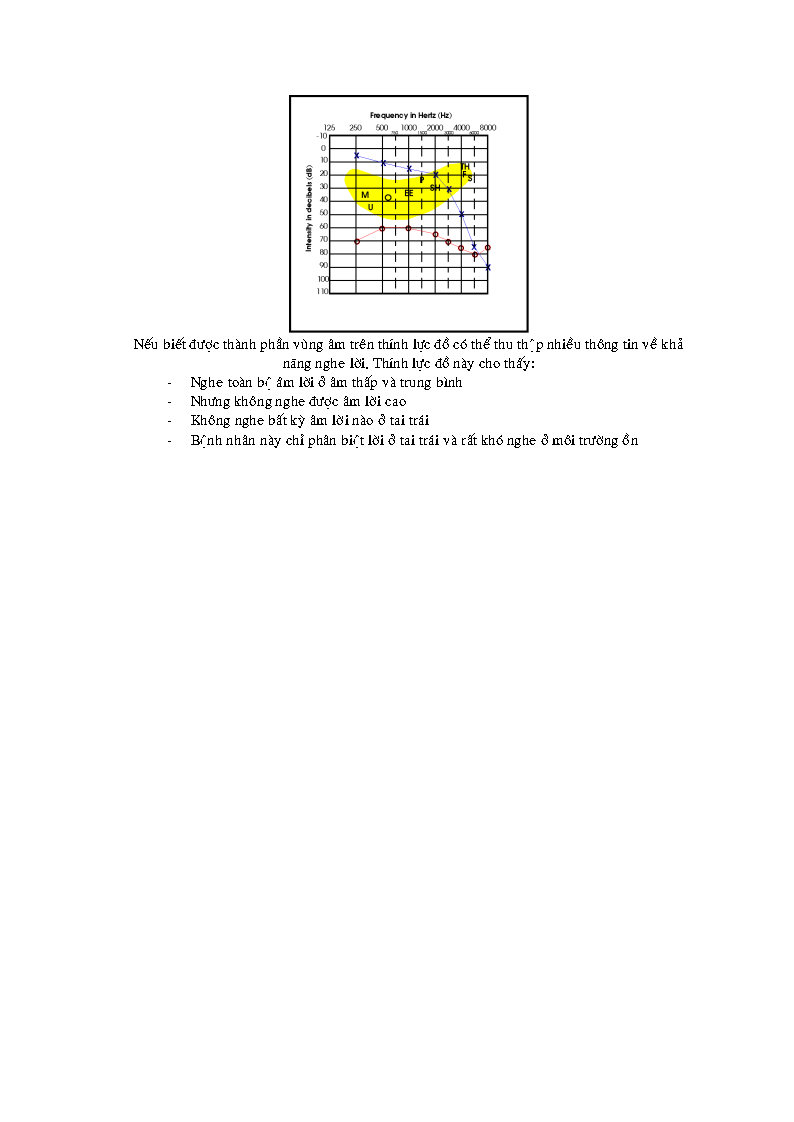 Frequency in Hertz (Hz)
125 250 500 1000 2000 4000 8000
-10
0
10
20
30
40
50
60
70
80
90
100
110
Intensity in decibels (dB)
TH
F
S
P
SH
M
EE
O
U
Nếu biết được thành phần vùng âm trên thính lực đồ có thể thu thập nhiều thông tin về khả
năng nghe lời. Thính lực đồ này cho thấy:
- Nghe toàn bộ âm lời ở âm thấp và trung bình
- Nhưng không nghe được âm lời cao
- Không nghe bất kỳ âm lời nào ở tai trái
- Bệnh nhân này chỉ phân biệt lời ở tai trái và rất khó nghe ở môi trường ồn